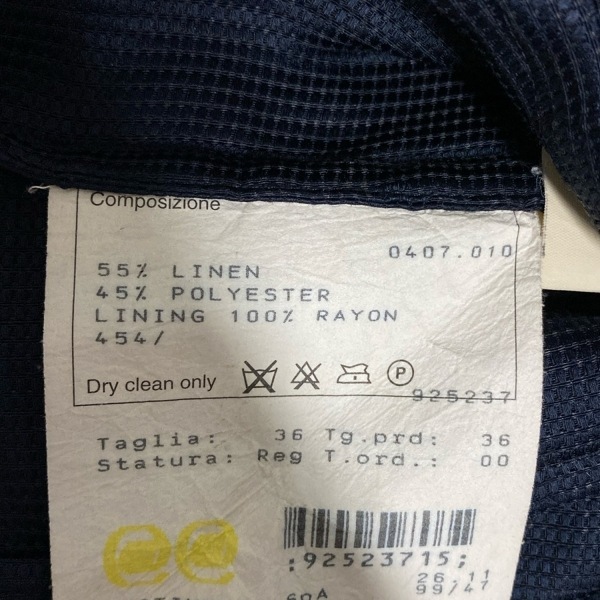 Composizione
0407.010
55% LINEN
45% POLYESTER
LINING 100% RAYON
454/
Dry clean only
P
925237
Taglia: 36 Tg.prd: 36
Statura: Reg T.ord.: 00
:92523715;
26-11
99/47